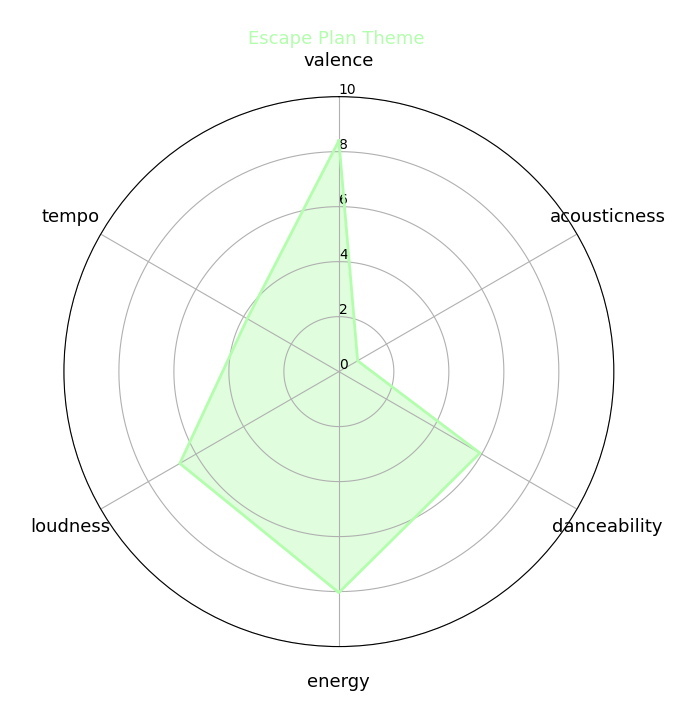 Escape Plan Theme
valence
10
8
tempo
6
acousticness
4
2
0
loudness
danceability
energy